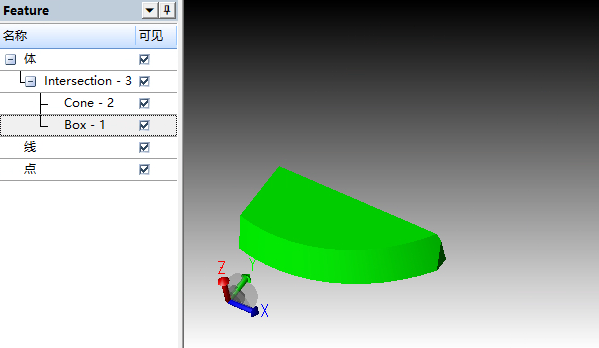 Feature
名称 可见
体
Intersection - 3
Cone - 2
Box - 1
线
点
Z
Y
X